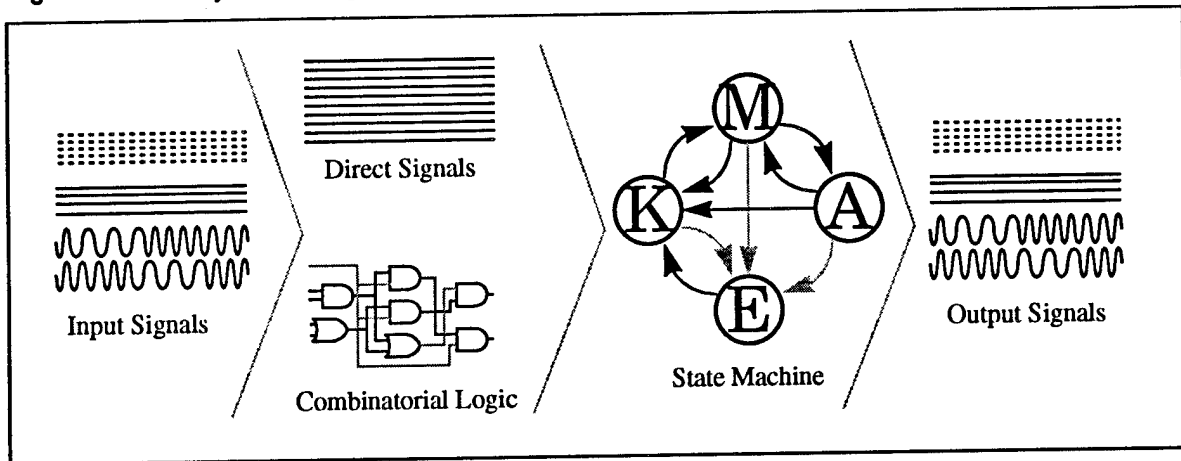 Input Signals
Direct Signals
Combinatorial Logic
M
K
A
E
State Machine
Output Signals